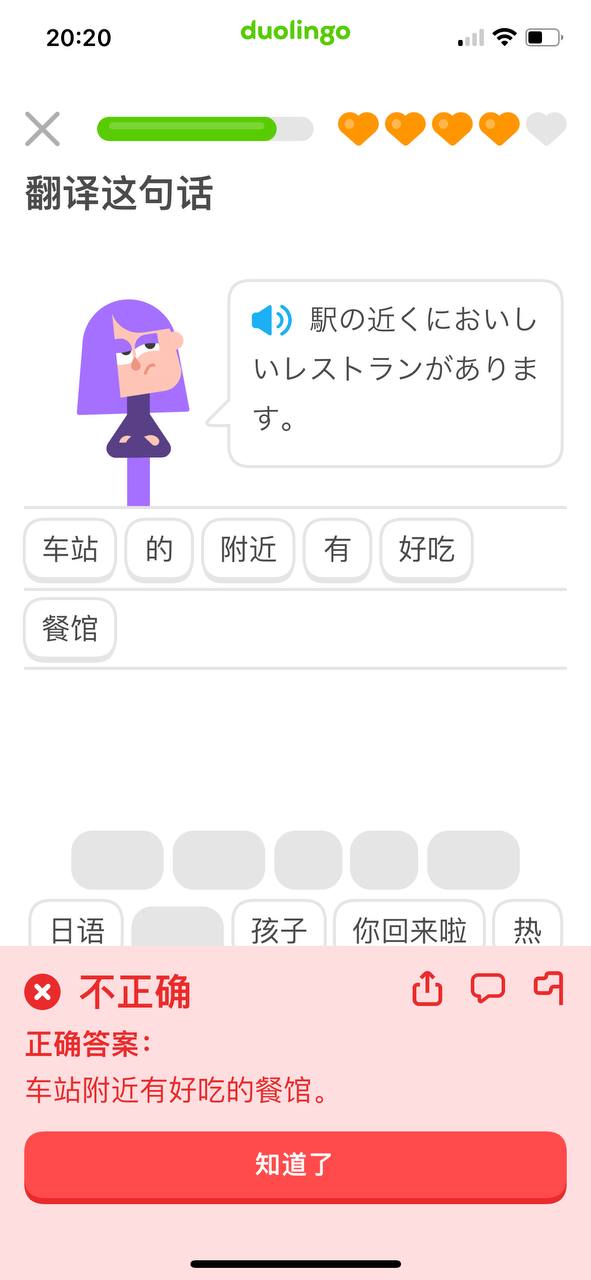 20:20
duolingo
翻译这句话
駅の近くにおいし
いレストランがありま
す。
车站 的 附近 有 好吃
餐馆
日语 孩子 你回来啦 热
不正确
正确答案：
车站附近有好吃的餐馆。
知道了